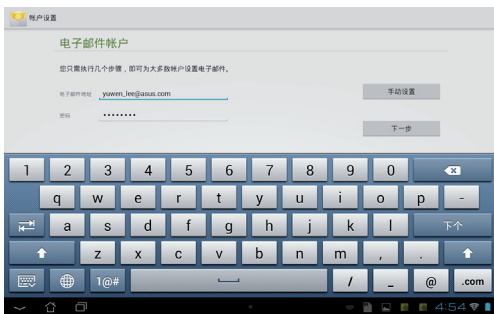 帐户设置
电子邮件帐户
您只需执行几个步骤，即可为大多数帐户设置电子邮件。
电子邮件地址 yuwen_lee@asus.com 手动设置
密码 ••••••••
下一步
1 2 3 4 5 6 7 8 9 0
q w e r t y u i o p -
a s d f g h j k l 下个
z x c v b n m , .
1@# / _ @ .com
4:54